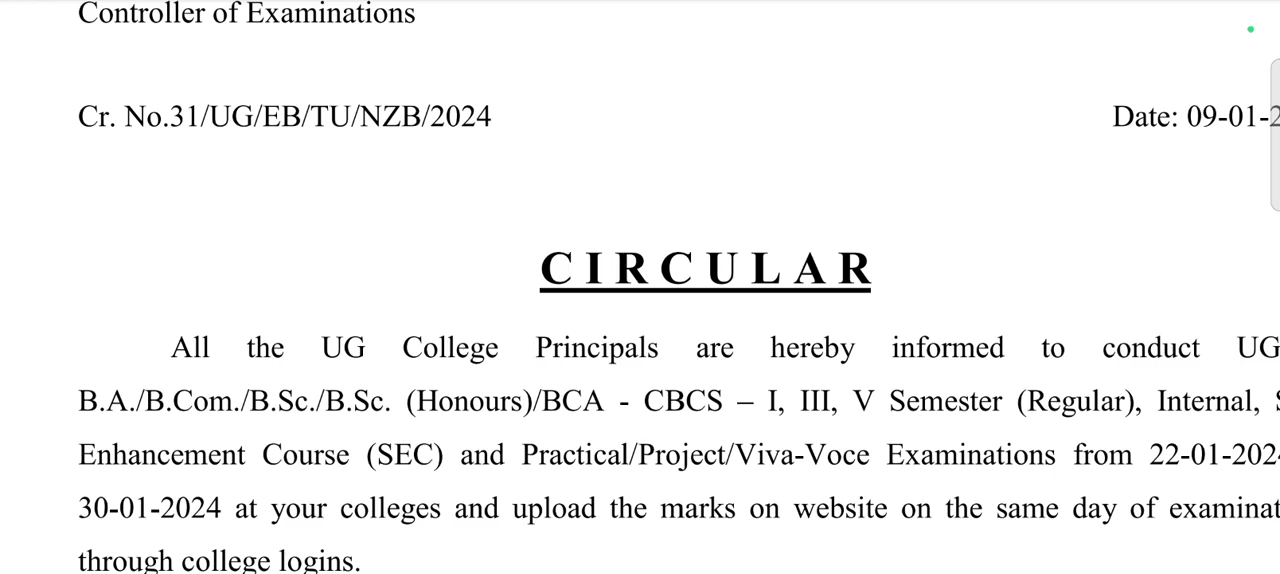 Controller of Examinations
Cr. No.31/UG/EB/TU/NZB/2024
Date: 09-01-2
CIRCULAR
All the UG College Principals are hereby informed to conduct UG
B.A./B.Com./B.Sc./B.Sc. (Honours)/BCA - CBCS – I, III, V Semester (Regular), Internal, S
Enhancement Course (SEC) and Practical/Project/Viva-Voce Examinations from 22-01-2024
30-01-2024 at your colleges and upload the marks on website on the same day of examinat
through college logins.